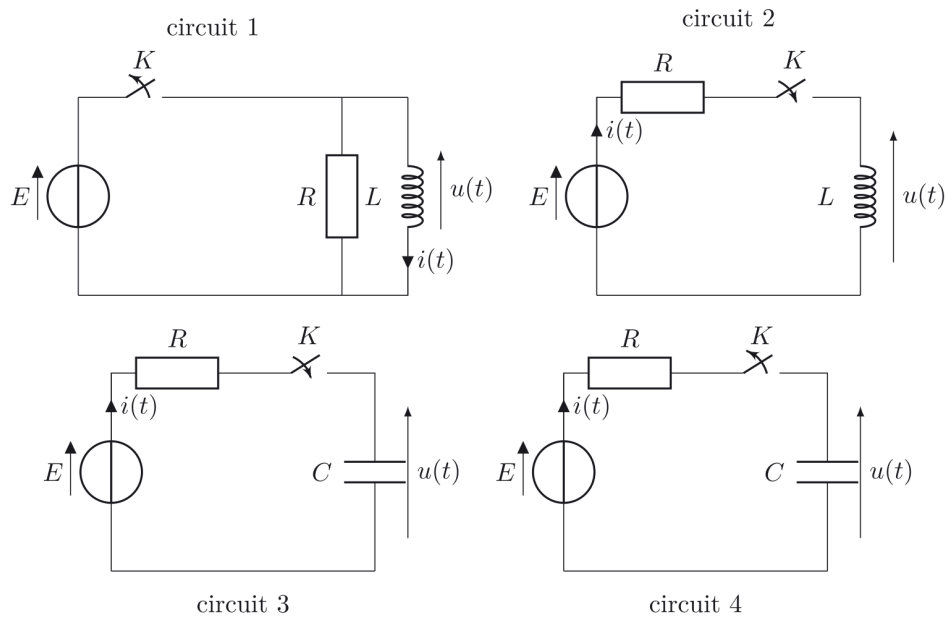 circuit 1
K
E
R
L
u(t)
i(t)
circuit 2
R
K
i(t)
E
L
u(t)
R
K
i(t)
E
C
u(t)
circuit 3
R
K
i(t)
E
C
u(t)
circuit 4